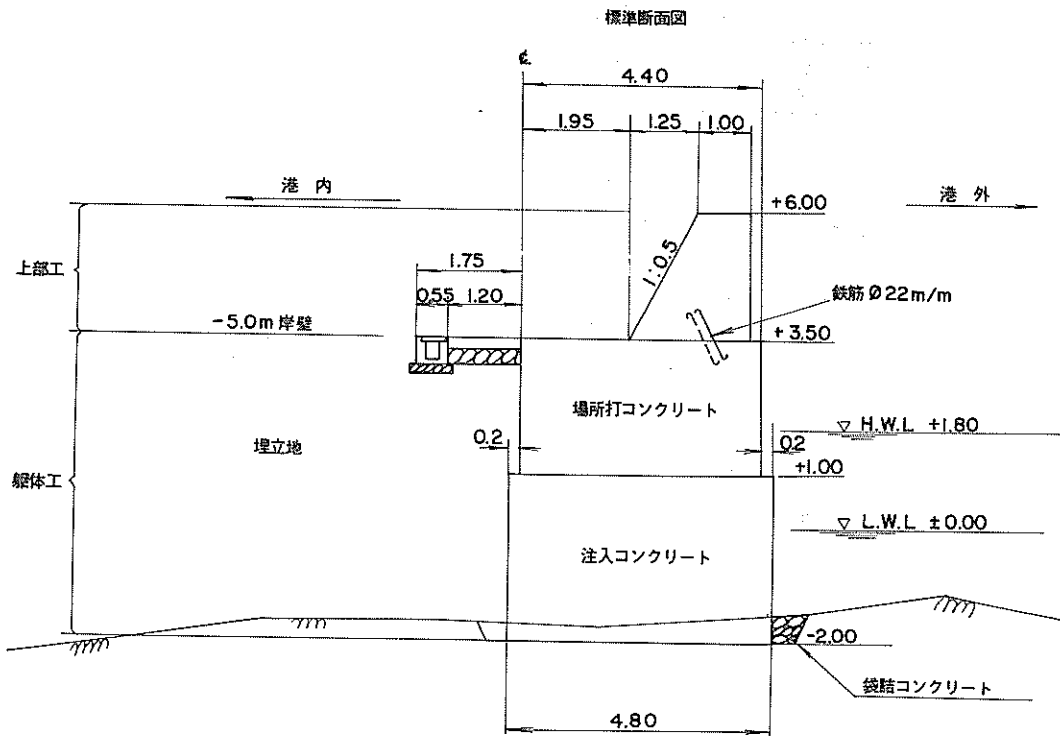 標準断面図
℄
4.40
1.95
1.25
1.00
港内
港外
+6.00
上部工
1.75
0.55
1.20
1:0.5
鉄筋 Ø22m/m
-5.0m 岸壁
+3.50
場所打コンクリート
H.W.L +1.80
0.2
0.2
埋立地
+1.00
躯体工
L.W.L ±0.00
注入コンクリート
-2.00
袋詰コンクリート
4.80